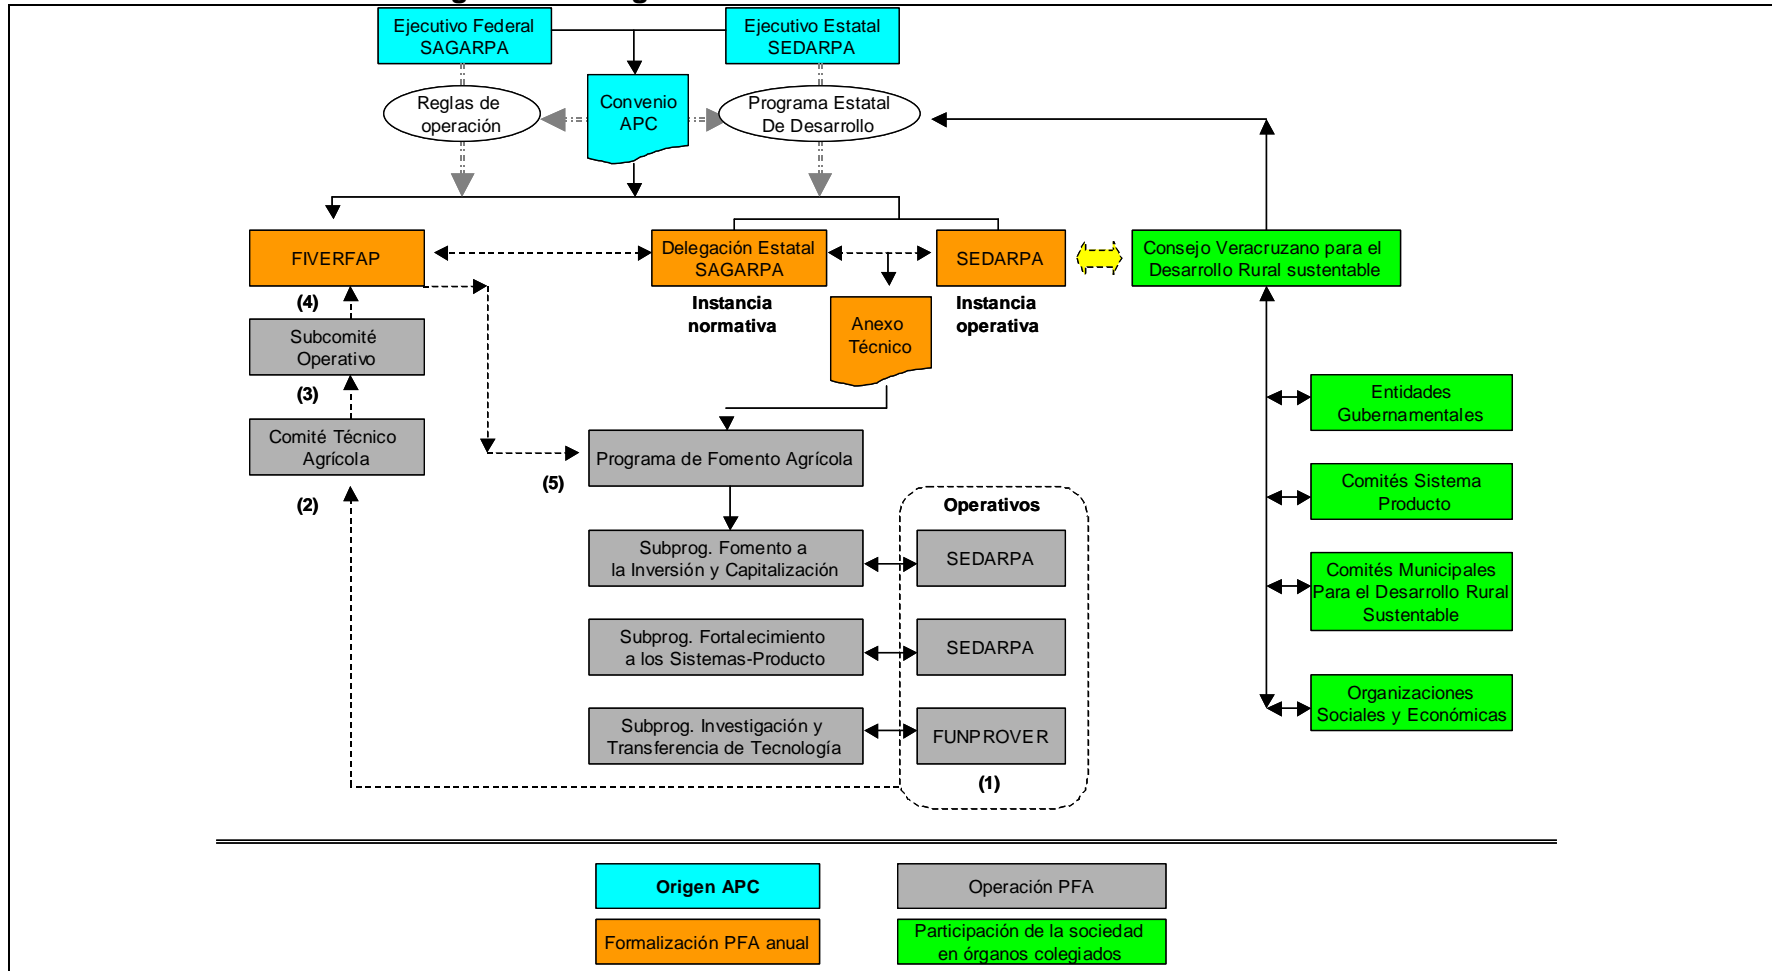 Ejecutivo Federal
SAGARPA
Ejecutivo Estatal
SEDARPA
Reglas de
operación
Convenio
APC
Programa Estatal
De Desarrollo
FIVERFAP
Delegación Estatal
SAGARPA
SEDARPA
Consejo Veracruzano para el
Desarrollo Rural sustentable
Instancia
normativa
Instancia
operativa
(4)
Anexo
Técnico
Subcomité
Operativo
(3)
Comité Técnico
Agrícola
(2)
Entidades
Gubernamentales
Programa de Fomento Agrícola
(5)
Comités Sistema
Producto
Operativos
Subprog. Fomento a
la Inversión y Capitalización
SEDARPA
Comités Municipales
Para el Desarrollo Rural
Sustentable
Subprog. Fortalecimiento
a los Sistemas-Producto
SEDARPA
Organizaciones
Sociales y Económicas
Subprog. Investigación y
Transferencia de Tecnología
FUNPROVER
(1)
Origen APC
Operación PFA
Formalización PFA anual
Participación de la sociedad
en órganos colegiados